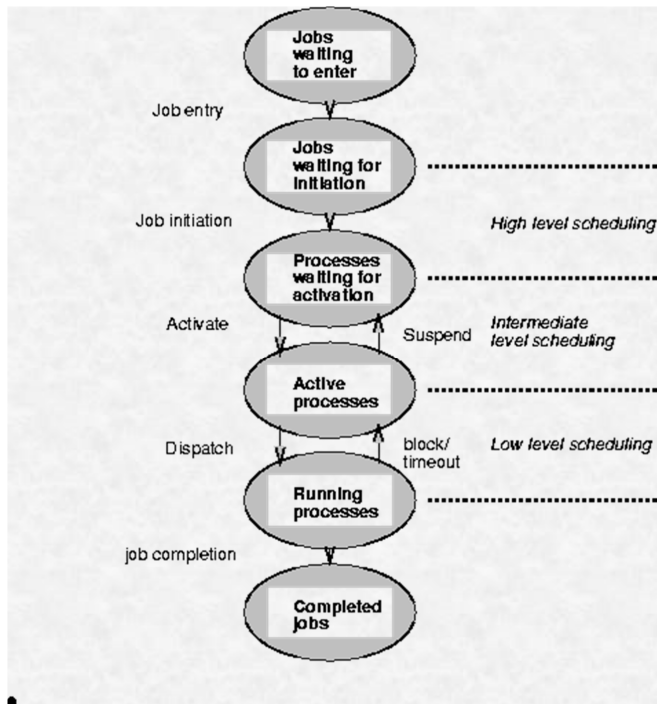 Jobs
waiting
to enter
Job entry
Jobs
waiting for
initiation
Job initiation
High level scheduling
Processes
waiting for
activation
Activate
Suspend
Intermediate
level scheduling
Active
processes
Dispatch
block/
timeout
Low level scheduling
Running
processes
job completion
Completed
jobs